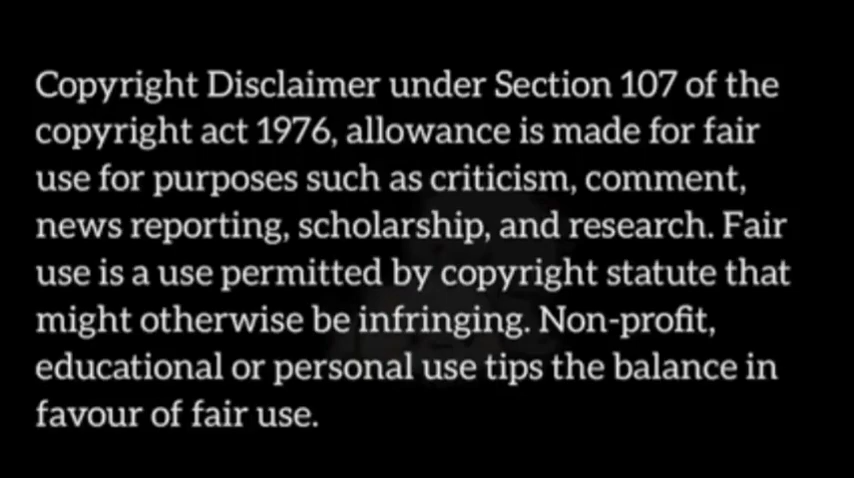 Copyright Disclaimer under Section 107 of the
copyright act 1976, allowance is made for fair
use for purposes such as criticism, comment,
news reporting, scholarship, and research. Fair
use is a use permitted by copyright statute that
might otherwise be infringing. Non-profit,
educational or personal use tips the balance in
favour of fair use.